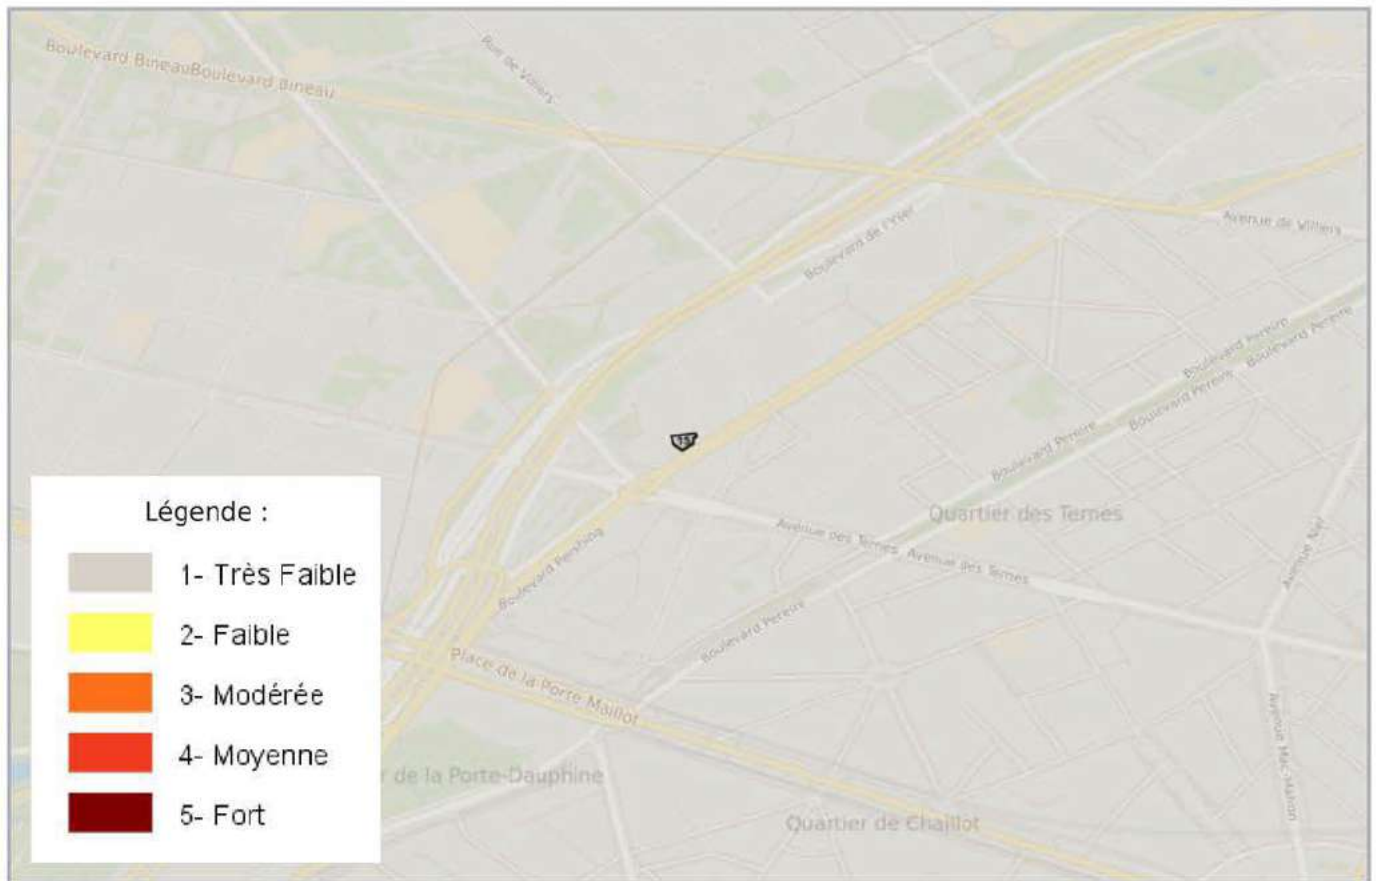 Boulevard BineauBoulevard Bineau
Rue de Villiers
Boulevard de l'Yser
Avenue de Villiers
Boulevard Pereire
Boulevard Pereire
Boulevard Pereire
Boulevard Pereire
Boulevard Pereire
75
Quartier des Ternes
Avenue des Ternes
Avenue des Ternes
Avenue Niel
Boulevard Pershing
Place de la Porte Maillot
r de la Porte-Dauphine
Quartier de Chaillot
Avenue Mac-Mahon
Légende :
1- Très Faible
2- Faible
3- Modérée
4- Moyenne
5- Fort